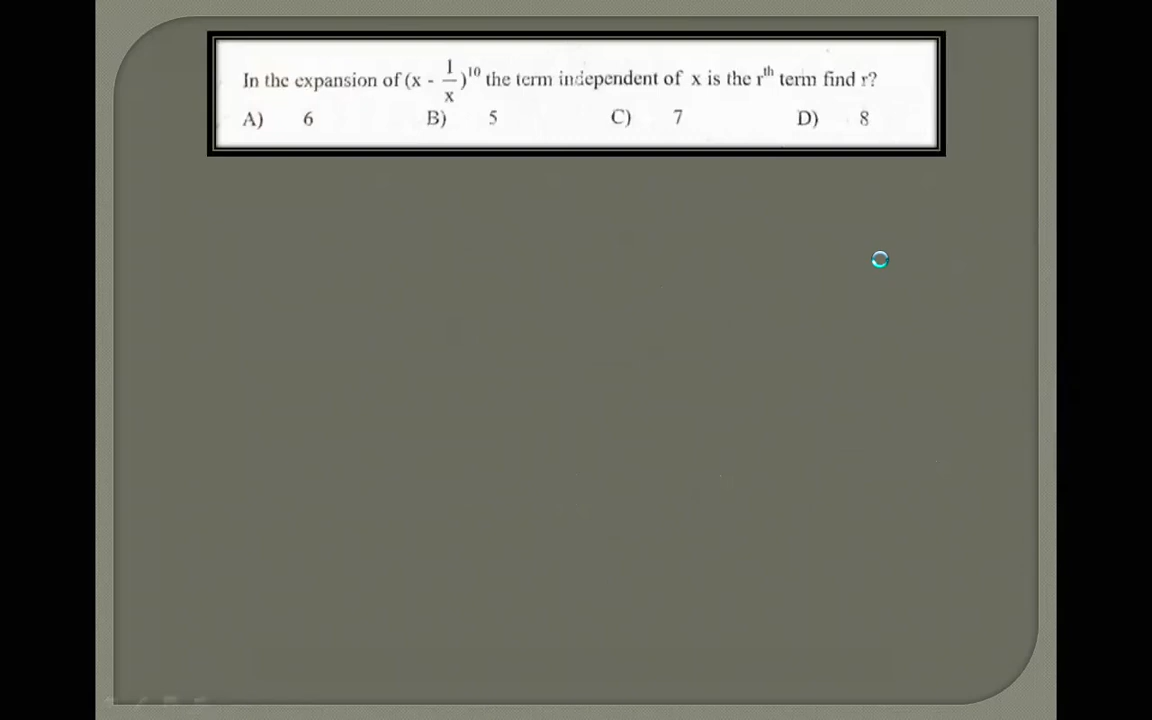 In the expansion of (x - 1/x)^10 the term independent of x is the r^th term find r?
A) 6 B) 5 C) 7 D) 8